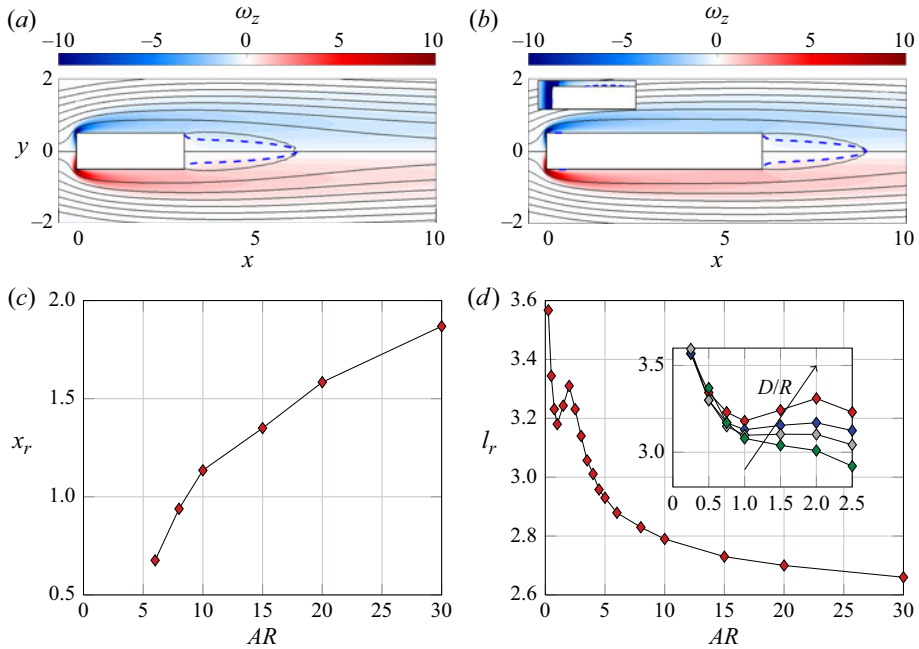 (a) ω_z (b) ω_z
−10 −5 0 5 10 −10 −5 0 5 10
2 2
y 0 0
−2 −2
0 5 10 0 5 10
x x
(c) (d)
2.0 3.6
3.4
1.5 3.5
D/R
3.2
x_r l_r 3.0
3.0
1.0 0 0.5 1.0 1.5 2.0 2.5
2.8
0.5 2.6
0 5 10 15 20 25 30 0 5 10 15 20 25 30
AR AR